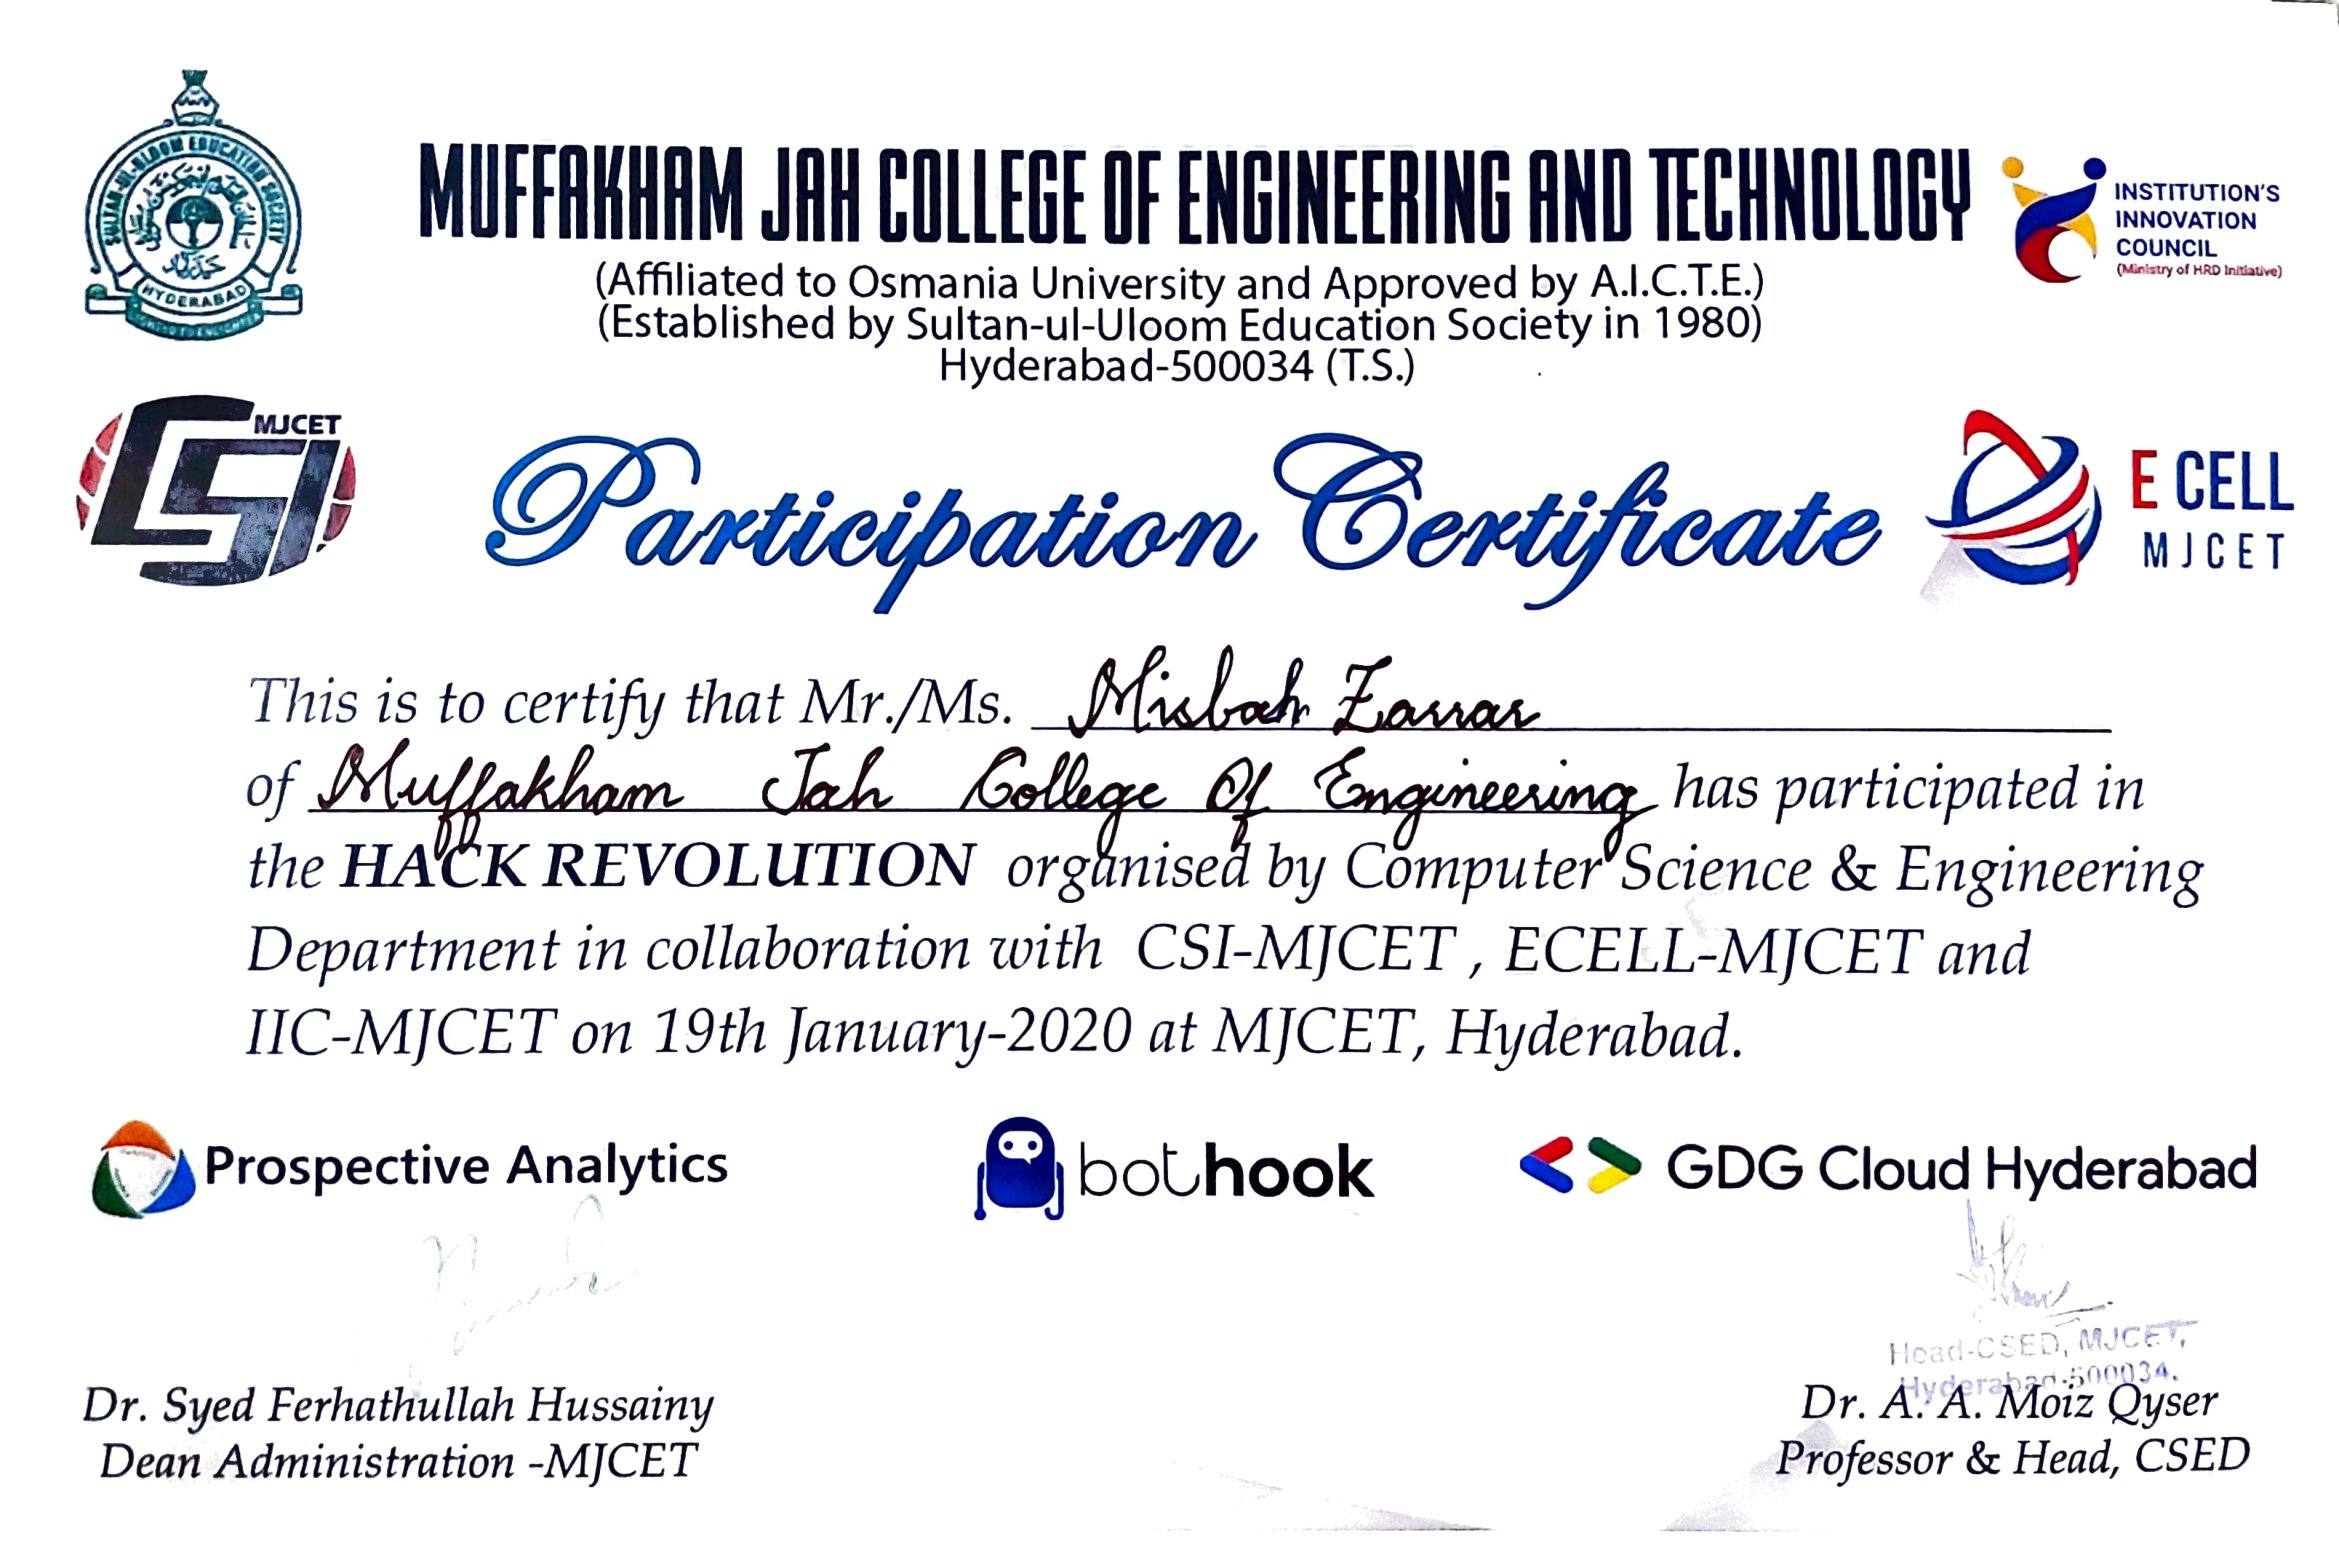 MUFFAKHAM JAH COLLEGE OF ENGINEERING AND TECHNOLOGY
(Affiliated to Osmania University and Approved by A.I.C.T.E.)
(Established by Sultan-ul-Uloom Education Society in 1980)
Hyderabad-500034 (T.S.)
SULTAN-UL-ULOOM EDUCATION SOCIETY
HYDERABAD
INSTITUTION'S
INNOVATION
COUNCIL
(Ministry of HRD Initiative)
MJCET
CSI
Participation Certificate
E CELL
MJCET
This is to certify that Mr./Ms. Misbah Zarrar
of Muffakham Jah College Of Engineering has participated in
the HACK REVOLUTION organised by Computer Science & Engineering
Department in collaboration with CSI-MJCET , ECELL-MJCET and
IIC-MJCET on 19th January-2020 at MJCET, Hyderabad.
Prospective Analytics
bothook
GDG Cloud Hyderabad
Head-CSED, MJCET,
Hyderabad-500034.
Dr. Syed Ferhathullah Hussainy
Dean Administration -MJCET
Dr. A. A. Moiz Qyser
Professor & Head, CSED